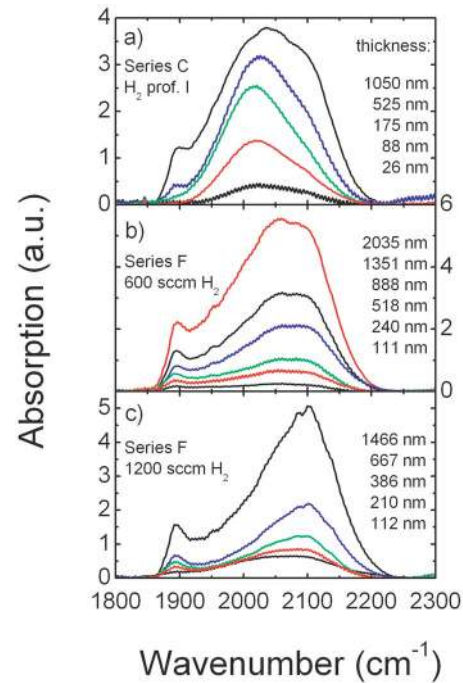 a)
Series C
H₂ prof. I
thickness:
1050 nm
525 nm
175 nm
88 nm
26 nm
4
3
2
1
0
b)
Series F
600 sccm H₂
2035 nm
1351 nm
888 nm
518 nm
240 nm
111 nm
6
4
2
0
c)
Series F
1200 sccm H₂
1466 nm
667 nm
386 nm
210 nm
112 nm
5
4
3
2
1
0
1800 1900 2000 2100 2200 2300
Absorption (a.u.)
Wavenumber (cm⁻¹)